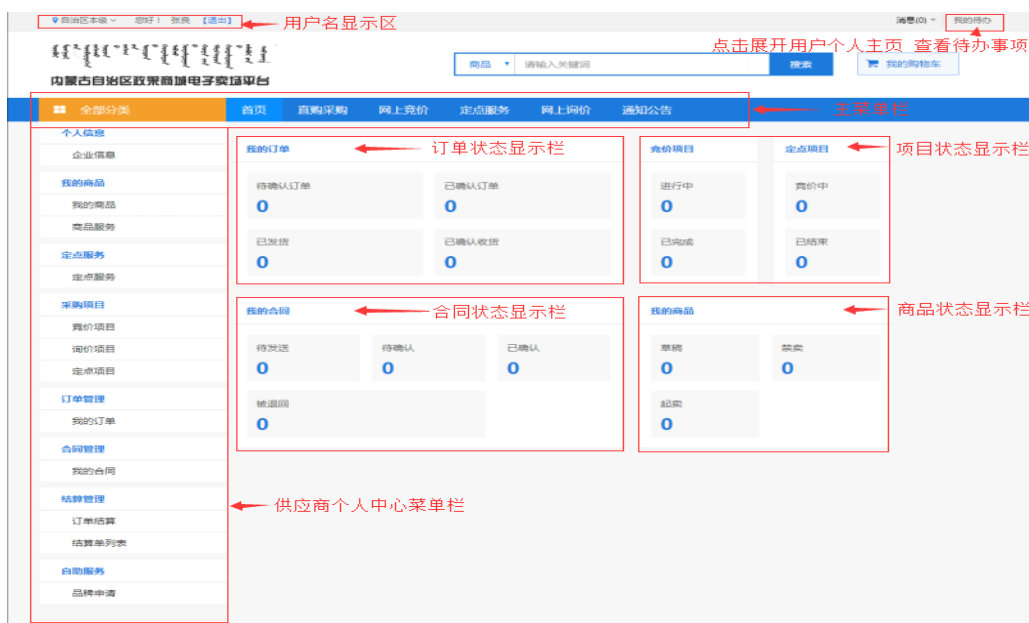 自治区本级 您好！ 张良 【退出】 用户名显示区 消息(0) 我的待办
点击展开用户个人主页 查看待办事项
商品 请输入关键词 搜索 我的购物车
内蒙古自治区政采商城电子卖场平台
全部分类 首页 直购采购 网上竞价 定点服务 网上询价 通知公告 主菜单栏
个人信息
企业信息
我的商品
我的商品
商品服务
定点服务
定点服务
采购项目
竞价项目
询价项目
定点项目
订单管理
我的订单
合同管理
我的合同
结算管理
订单结算
结算单列表
自助服务
品牌申请
供应商个人中心菜单栏
我的订单 订单状态显示栏
待确认订单 已确认订单
0 0
已发货 已确认收货
0 0
竞价项目 定点项目 项目状态显示栏
进行中 竞价中
0 0
已完成 已结束
0 0
我的合同 合同状态显示栏
待发送 待确认 已确认
0 0 0
被退回
0
我的商品 商品状态显示栏
草稿 禁卖
0 0
起卖
0